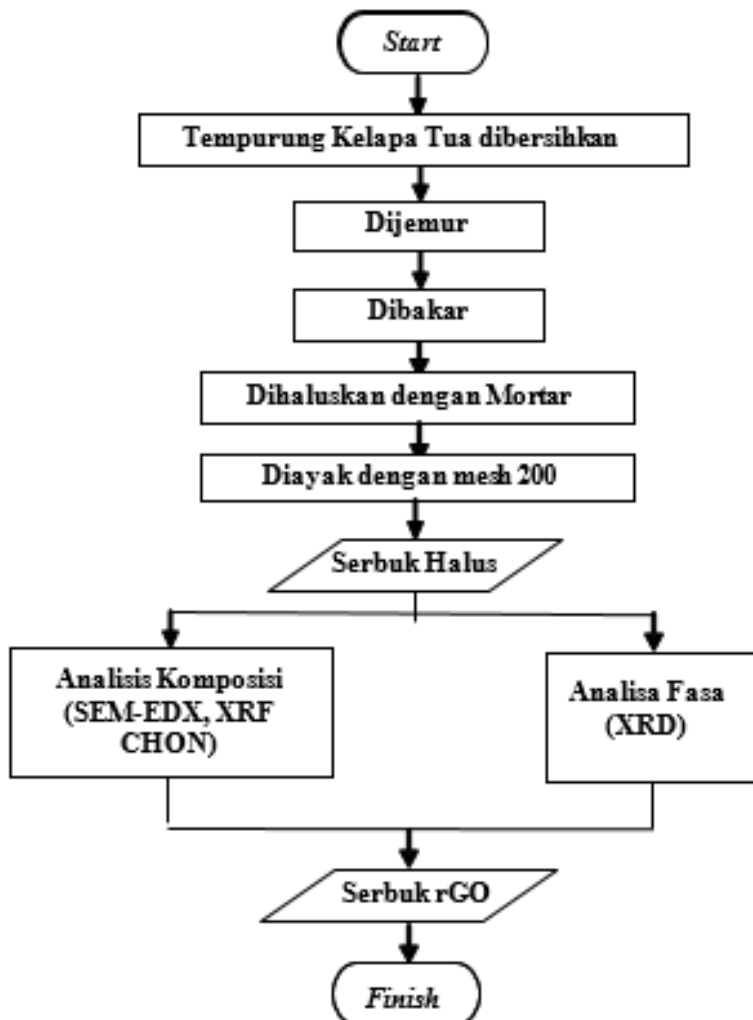 Start
Tempurung Kelapa Tua dibersihkan
Dijemur
Dibakar
Dihaluskan dengan Mortar
Diayak dengan mesh 200
Serbuk Halus
Analisis Komposisi
(SEM-EDX, XRF
CHON)
Analisa Fasa
(XRD)
Serbuk rGO
Finish